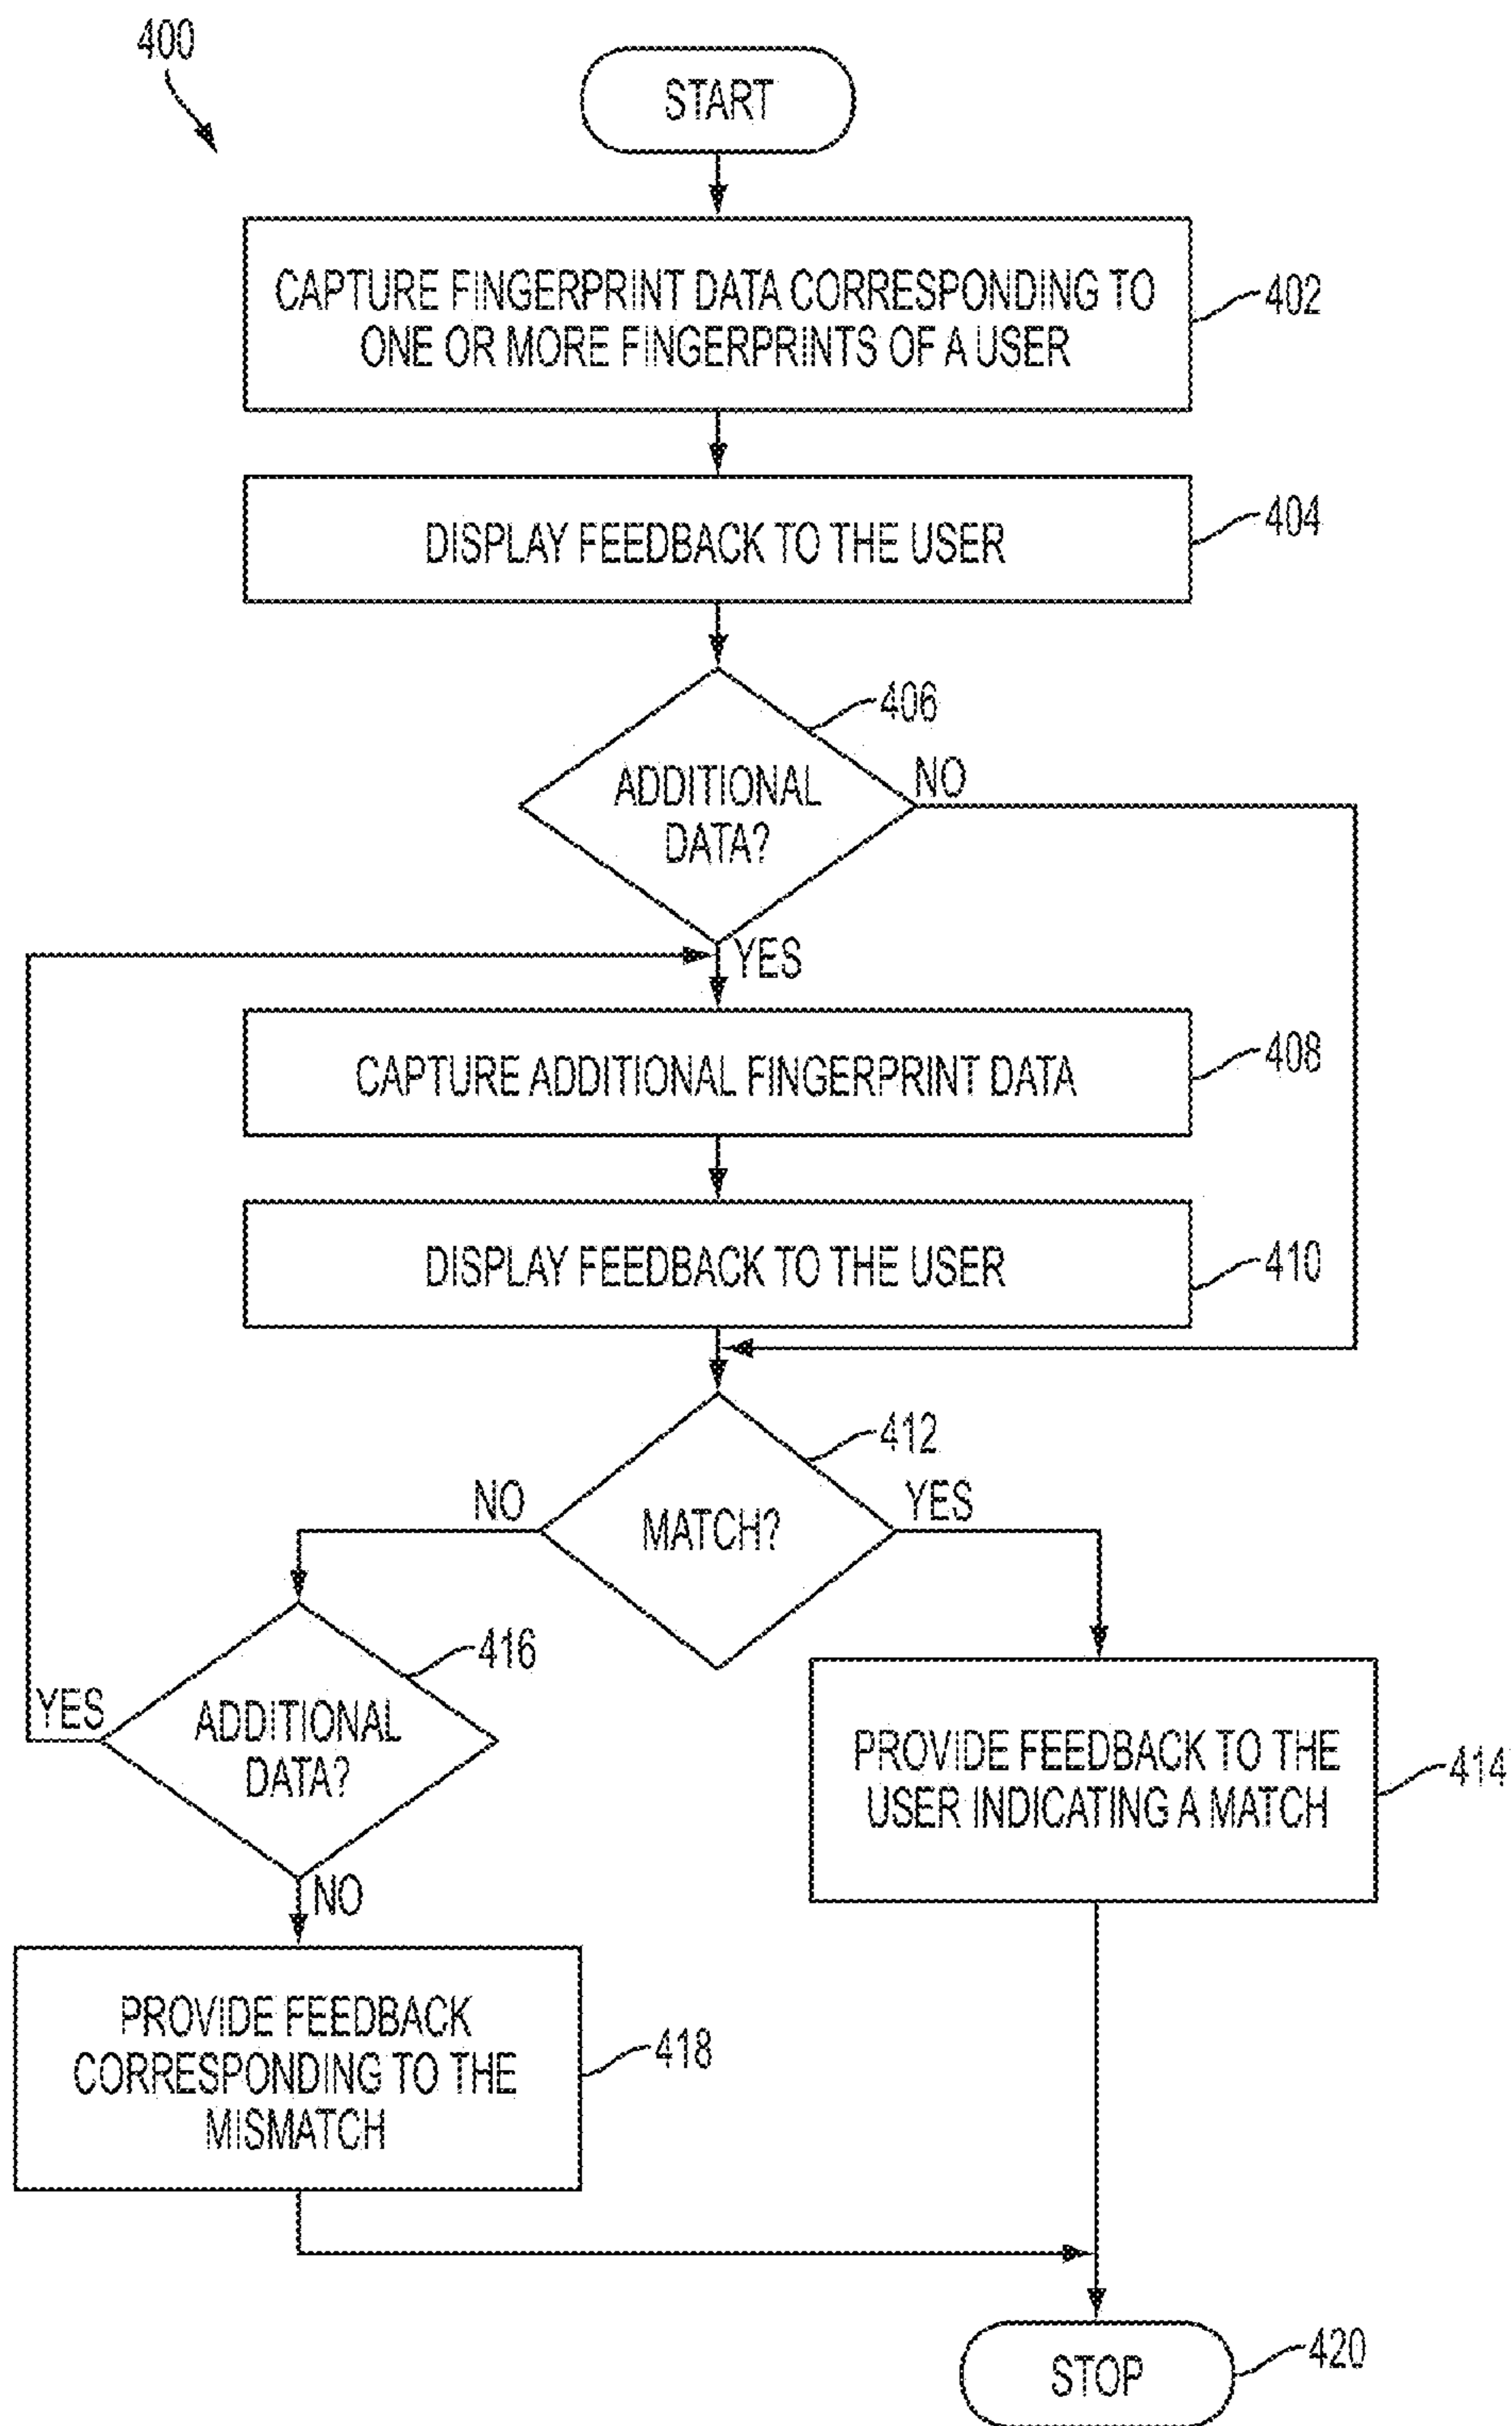 400
START
CAPTURE FINGERPRINT DATA CORRESPONDING TO
ONE OR MORE FINGERPRINTS OF A USER
402
DISPLAY FEEDBACK TO THE USER
404
406
ADDITIONAL
DATA?
NO
YES
CAPTURE ADDITIONAL FINGERPRINT DATA
408
DISPLAY FEEDBACK TO THE USER
410
412
MATCH?
NO
YES
416
ADDITIONAL
DATA?
YES
NO
PROVIDE FEEDBACK TO THE
USER INDICATING A MATCH
414
PROVIDE FEEDBACK
CORRESPONDING TO THE
MISMATCH
418
STOP
420